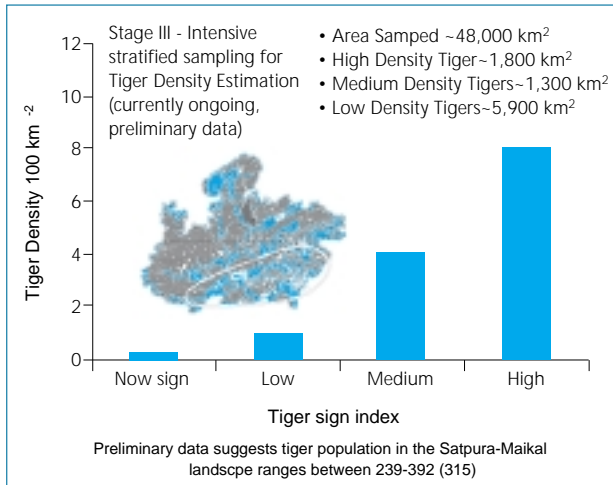 Stage III - Intensive
stratified sampling for
Tiger Density Estimation
(currently ongoing,
preliminary data)
• Area Samped ~48,000 km²
• High Density Tiger~1,800 km²
• Medium Density Tigers~1,300 km²
• Low Density Tigers~5,900 km²
Tiger Density 100 km -²
12
10
8
6
4
2
0
Now sign Low Medium High
Tiger sign index
Preliminary data suggests tiger population in the Satpura-Maikal
landscpe ranges between 239-392 (315)